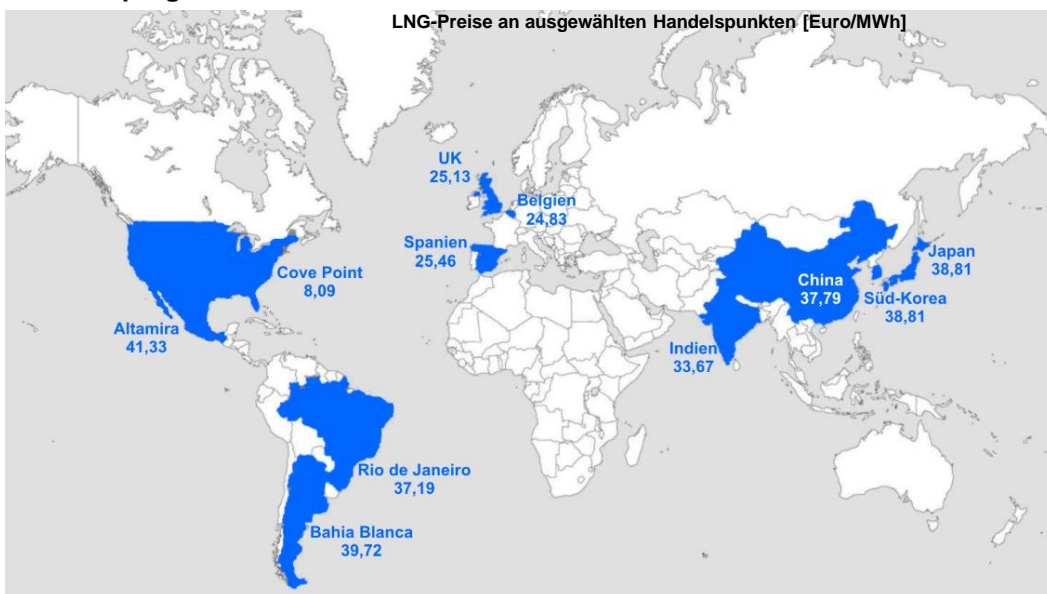 LNG-Preise an ausgewählten Handelspunkten [Euro/MWh]
UK
25,13
Belgien
24,83
Spanien
25,46
Cove Point
8,09
Altamira
41,33
Japan
38,81
China
37,79
Süd-Korea
38,81
Indien
33,67
Rio de Janeiro
37,19
Bahia Blanca
39,72